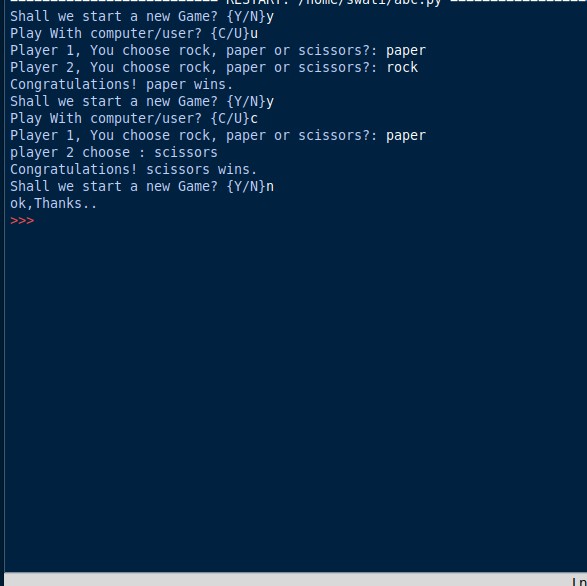 RESTART: /home/swati/abc.py
Shall we start a new Game? {Y/N}y
Play With computer/user? {C/U}u
Player 1, You choose rock, paper or scissors?: paper
Player 2, You choose rock, paper or scissors?: rock
Congratulations! paper wins.
Shall we start a new Game? {Y/N}y
Play With computer/user? {C/U}c
Player 1, You choose rock, paper or scissors?: paper
player 2 choose : scissors
Congratulations! scissors wins.
Shall we start a new Game? {Y/N}n
ok,Thanks..
>>>